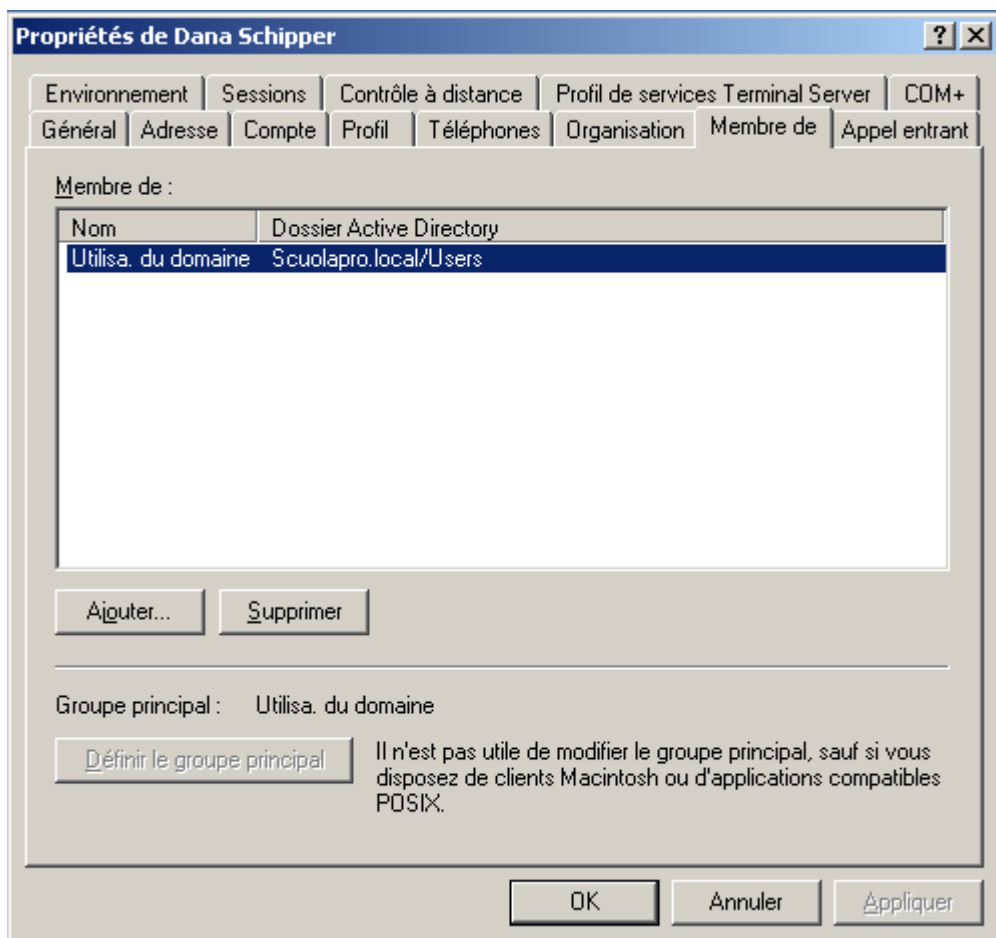 Propriétés de Dana Schipper
Environnement Sessions Contrôle à distance Profil de services Terminal Server COM+
Général Adresse Compte Profil Téléphones Organisation Membre de Appel entrant
Membre de :
Nom Dossier Active Directory
Utilisa. du domaine Scuolapro.local/Users
Ajouter... Supprimer
Groupe principal : Utilisa. du domaine
Définir le groupe principal
Il n'est pas utile de modifier le groupe principal, sauf si vous
disposez de clients Macintosh ou d'applications compatibles
POSIX.
OK Annuler Appliquer